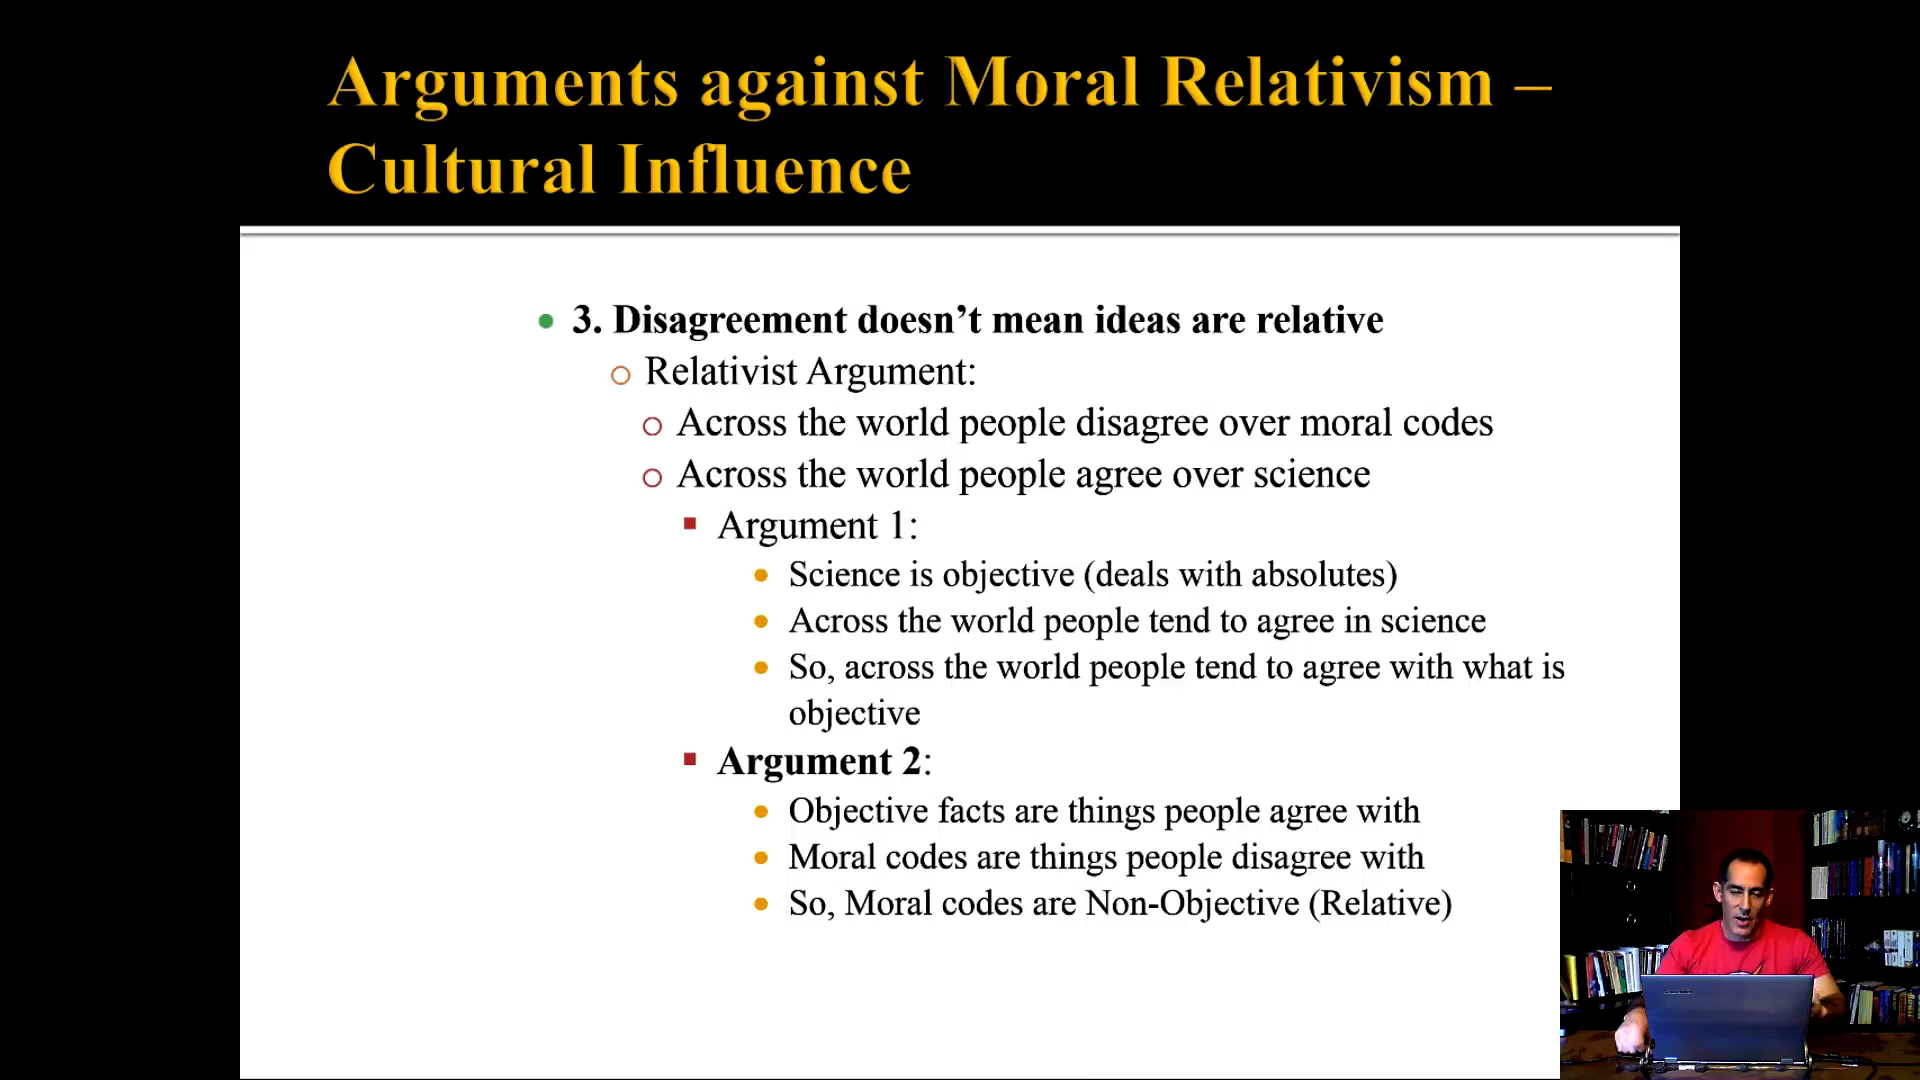 Arguments against Moral Relativism –
Cultural Influence
3. Disagreement doesn’t mean ideas are relative
Relativist Argument:
Across the world people disagree over moral codes
Across the world people agree over science
Argument 1:
Science is objective (deals with absolutes)
Across the world people tend to agree in science
So, across the world people tend to agree with what is
objective
Argument 2:
Objective facts are things people agree with
Moral codes are things people disagree with
So, Moral codes are Non-Objective (Relative)